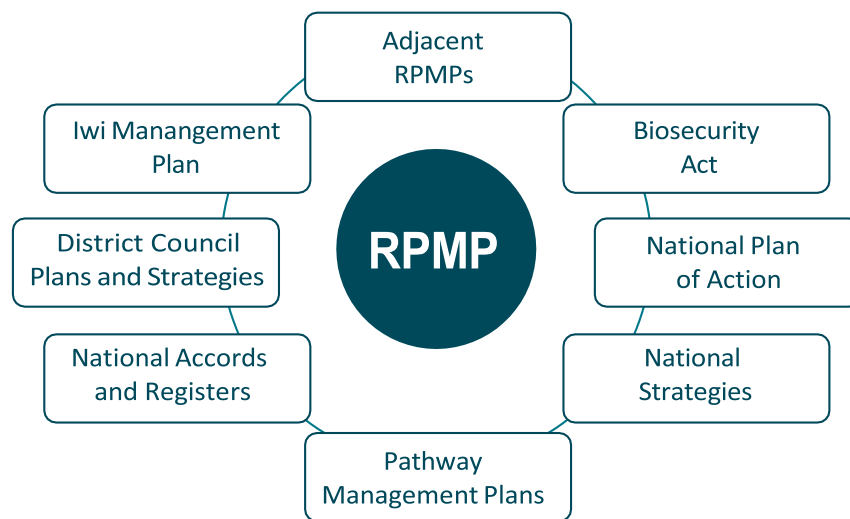 Adjacent
RPMPs
Iwi Manangement
Plan
Biosecurity
Act
RPMP
District Council
Plans and Strategies
National Plan
of Action
National Accords
and Registers
National
Strategies
Pathway
Management Plans